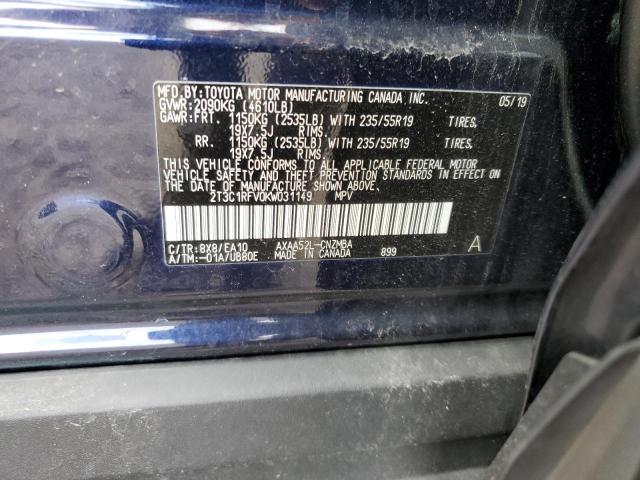 MFD.BY:TOYOTA MOTOR MANUFACTURING CANADA,INC. 05/19
GVWR:2090KG (4610LB)
GAWR:FRT. 1150KG (2535LB) WITH 235/55R19 TIRES,
19X7.5J RIMS,
RR. 1150KG (2535LB) WITH 235/55R19 TIRES,
19X7.5J RIMS,
THIS VEHICLE CONFORMS TO ALL APPLICABLE FEDERAL MOTOR
VEHICLE SAFETY AND THEFT PREVENTION STANDARDS IN EFFECT ON
THE DATE OF MANUFACTURE SHOWN ABOVE.
2T3C1RFV0KW031149 MPV
C/TR:8X8/EA10 AXAA52L-CNZMBA A
A/TM:-01A/UB80E MADE IN CANADA 899